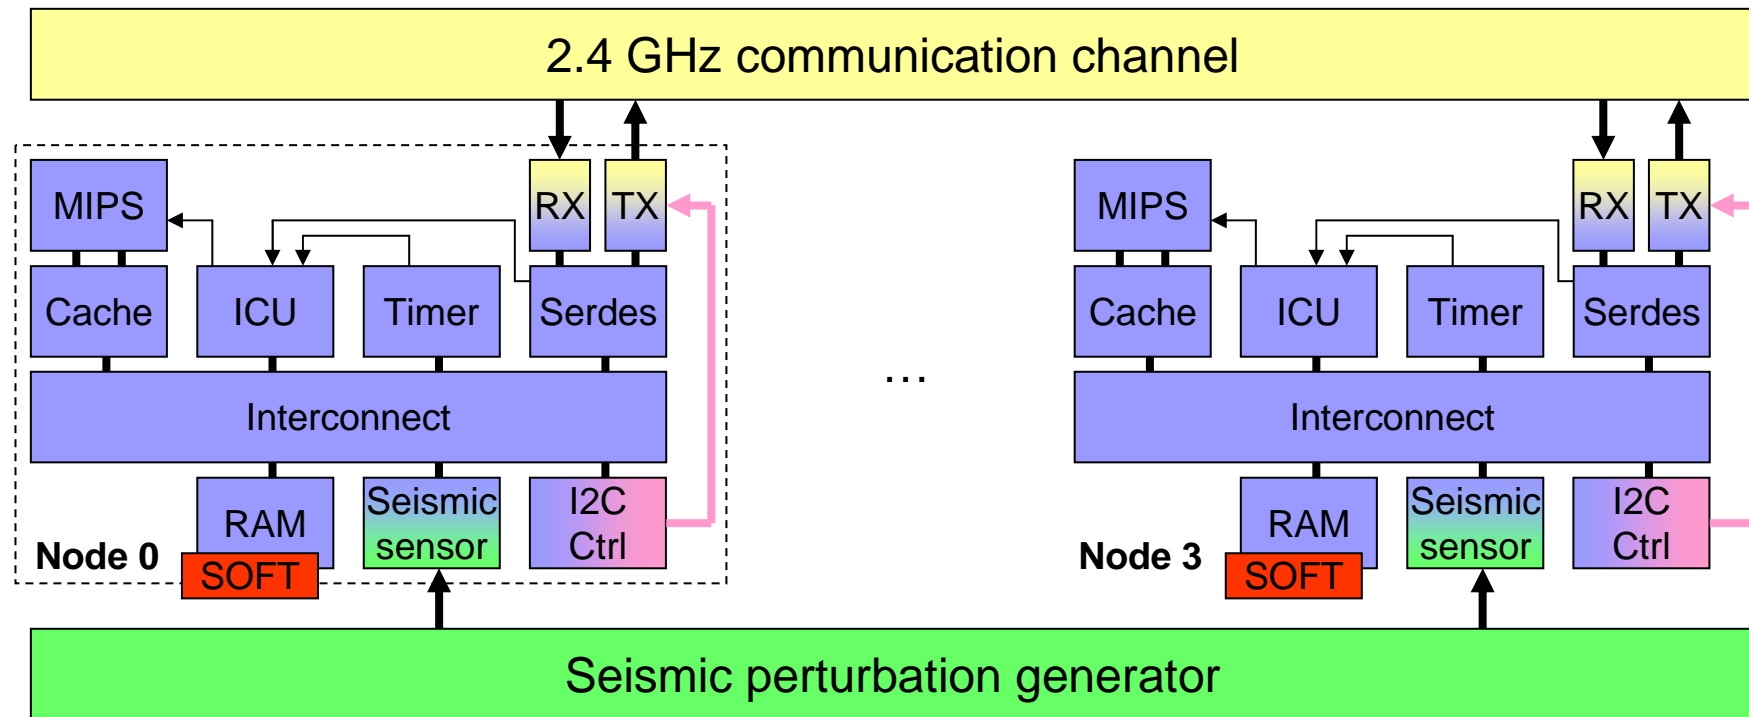 2.4 GHz communication channel
MIPS
RX
TX
Cache
ICU
Timer
Serdes
Interconnect
RAM
SOFT
Seismic
sensor
I2C
Ctrl
Node 0
...
MIPS
RX
TX
Cache
ICU
Timer
Serdes
Interconnect
RAM
SOFT
Seismic
sensor
I2C
Ctrl
Node 3
Seismic perturbation generator